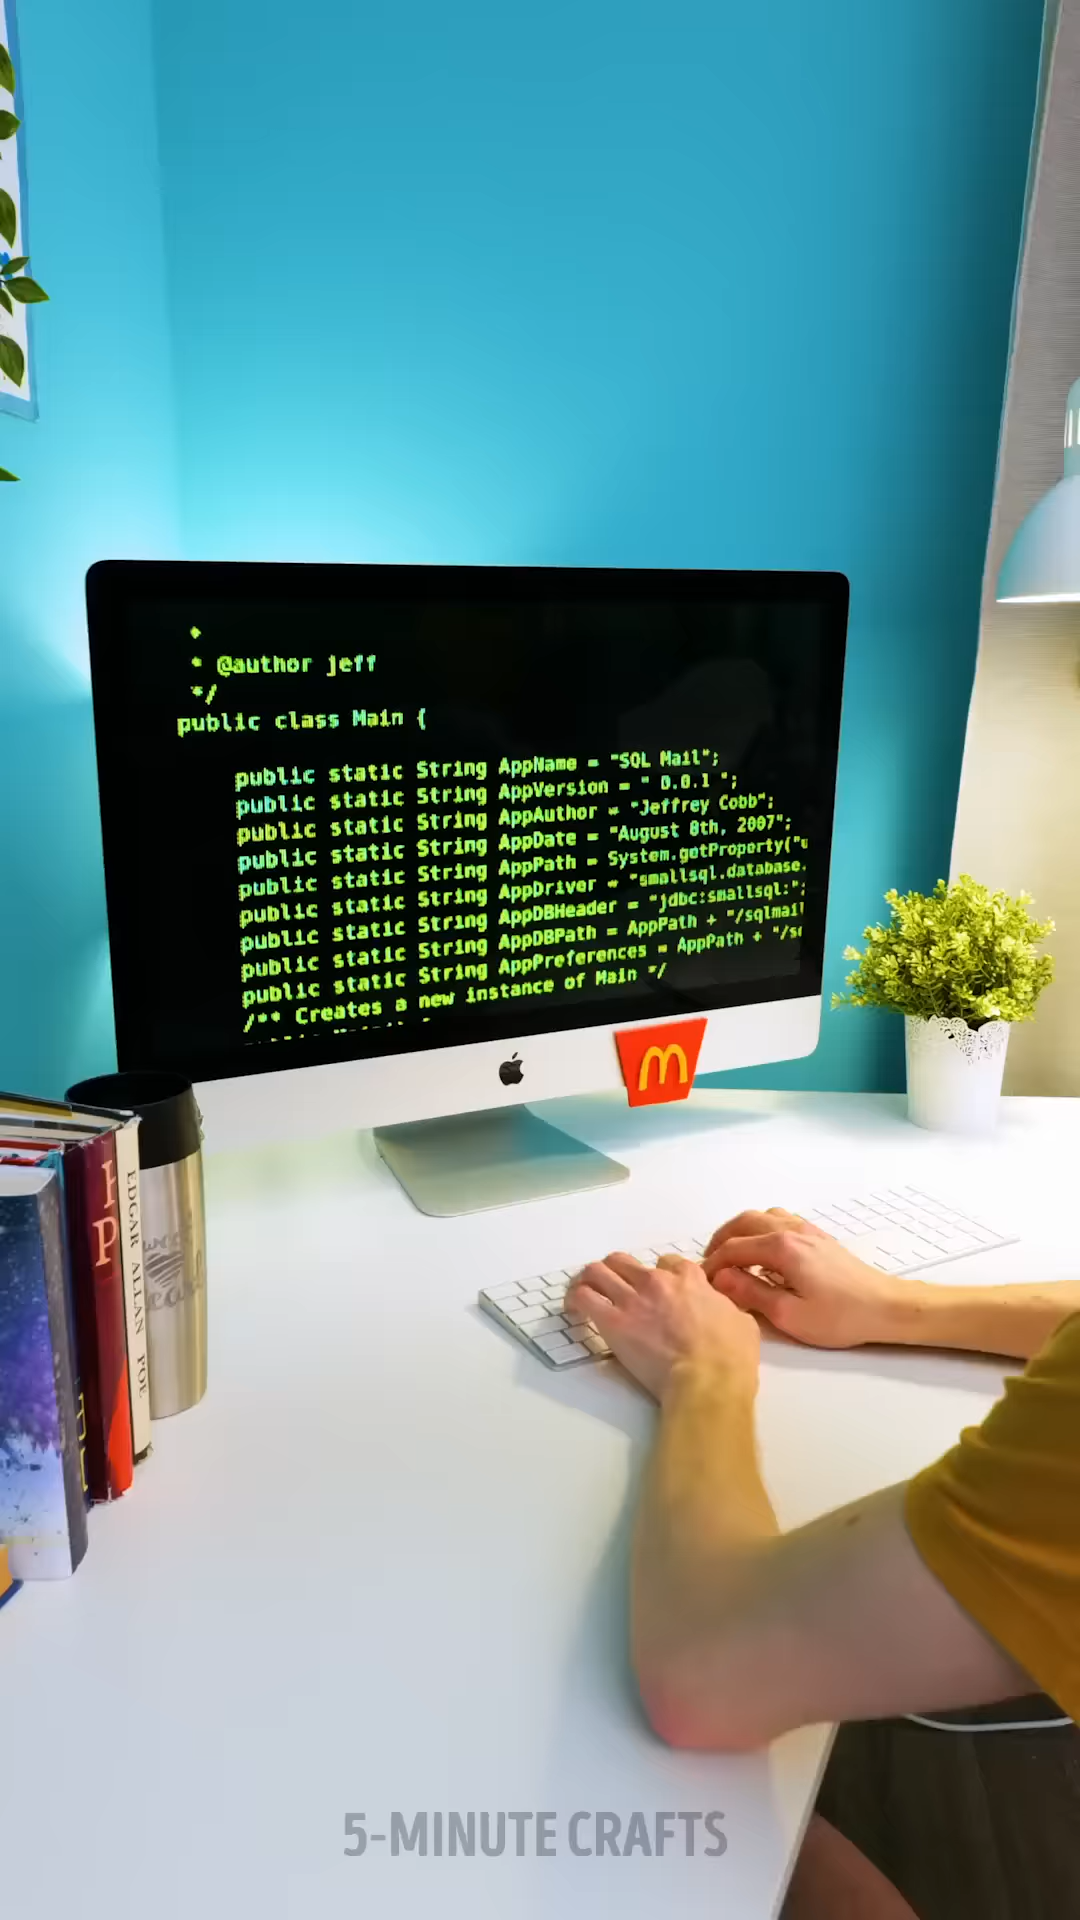 *
* @author jeff
*/
public class Main {
public static String AppName = "SQL Mail";
public static String AppVersion = " 0.0.1 ";
public static String AppAuthor = "Jeffrey Cobb";
public static String AppDate = "August 8th, 2007";
public static String AppPath = System.getProperty("u
public static String AppDriver = "smallsql.database.
public static String AppDBHeader = "jdbc:smallsql:";
public static String AppDBPath = AppPath + "/sqlmail
public static String AppPreferences = AppPath + "/s
/** Creates a new instance of Main */
m
EDGAR ALLAN POE
5-MINUTE CRAFTS